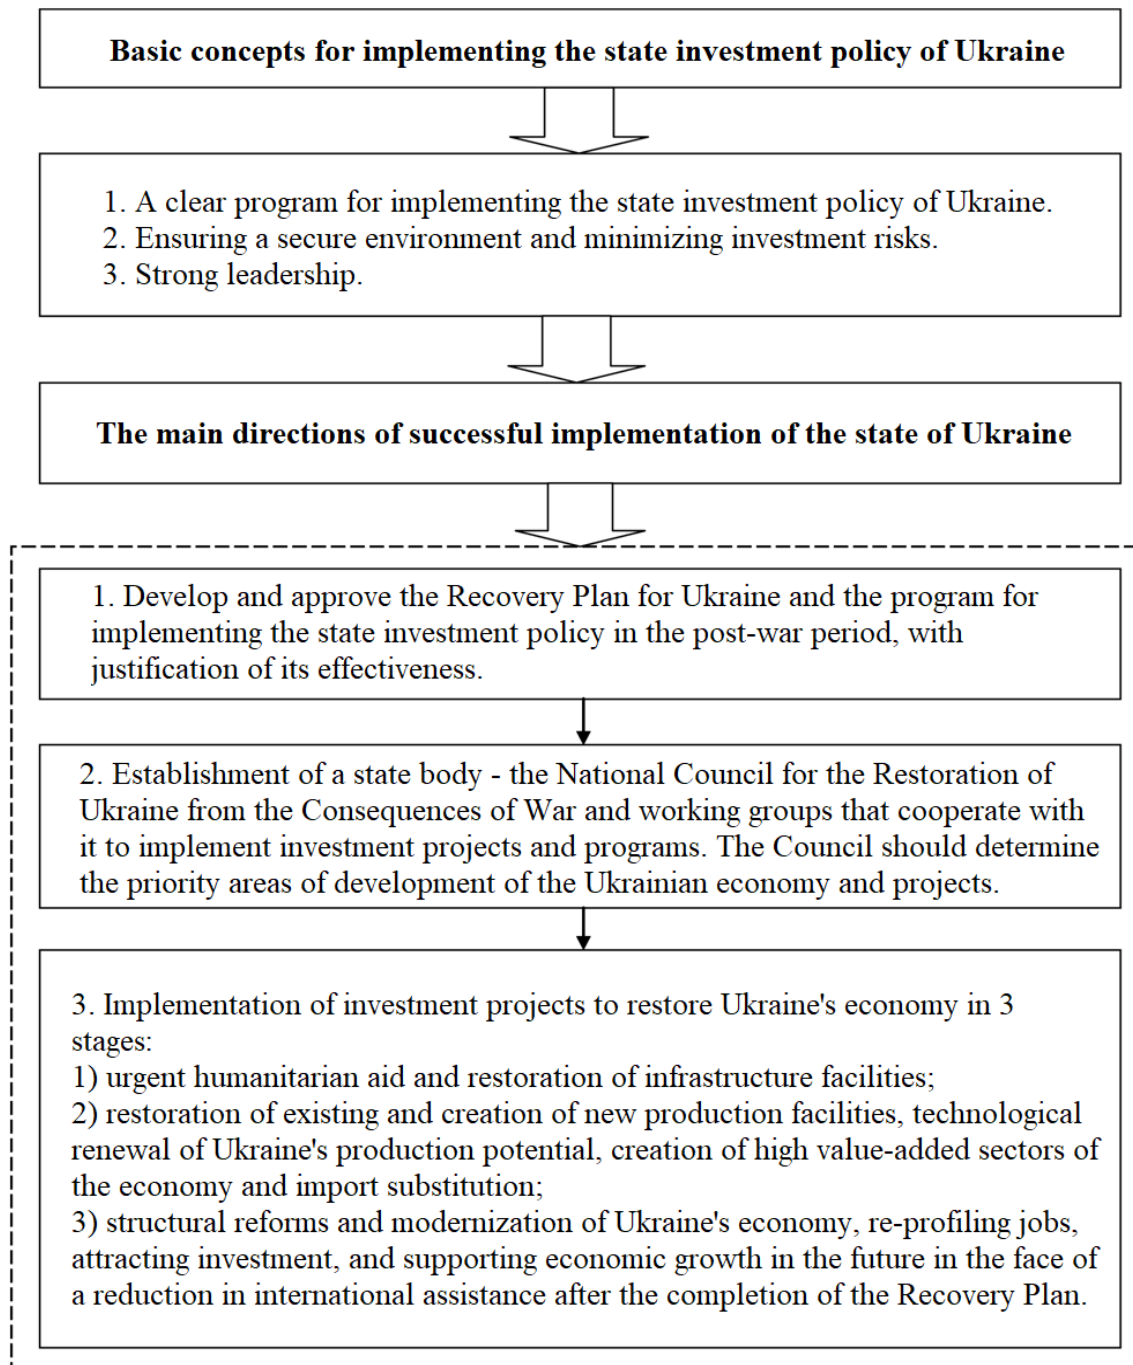 Basic concepts for implementing the state investment policy of Ukraine
1. A clear program for implementing the state investment policy of Ukraine.
2. Ensuring a secure environment and minimizing investment risks.
3. Strong leadership.
The main directions of successful implementation of the state of Ukraine
1. Develop and approve the Recovery Plan for Ukraine and the program for
implementing the state investment policy in the post-war period, with
justification of its effectiveness.
2. Establishment of a state body - the National Council for the Restoration of
Ukraine from the Consequences of War and working groups that cooperate with
it to implement investment projects and programs. The Council should determine
the priority areas of development of the Ukrainian economy and projects.
3. Implementation of investment projects to restore Ukraine's economy in 3
stages:
1) urgent humanitarian aid and restoration of infrastructure facilities;
2) restoration of existing and creation of new production facilities, technological
renewal of Ukraine's production potential, creation of high value-added sectors of
the economy and import substitution;
3) structural reforms and modernization of Ukraine's economy, re-profiling jobs,
attracting investment, and supporting economic growth in the future in the face of
a reduction in international assistance after the completion of the Recovery Plan.